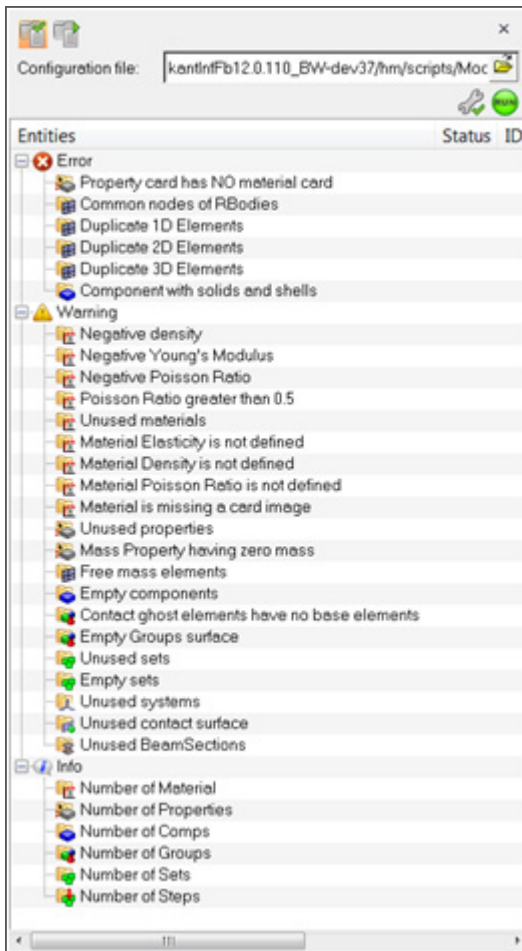 Configuration file: kantIntFb12.0.110_BW-dev37/hm/scripts/Moc
RUN
Entities Status ID
Error
Property card has NO material card
Common nodes of RBodies
Duplicate 1D Elements
Duplicate 2D Elements
Duplicate 3D Elements
Component with solids and shells
Warning
Negative density
Negative Young's Modulus
Negative Poisson Ratio
Poisson Ratio greater than 0.5
Unused materials
Material Elasticity is not defined
Material Density is not defined
Material Poisson Ratio is not defined
Material is missing a card image
Unused properties
Mass Property having zero mass
Free mass elements
Empty components
Contact ghost elements have no base elements
Empty Groups surface
Unused sets
Empty sets
Unused systems
Unused contact surface
Unused BeamSections
Info
Number of Material
Number of Properties
Number of Comps
Number of Groups
Number of Sets
Number of Steps